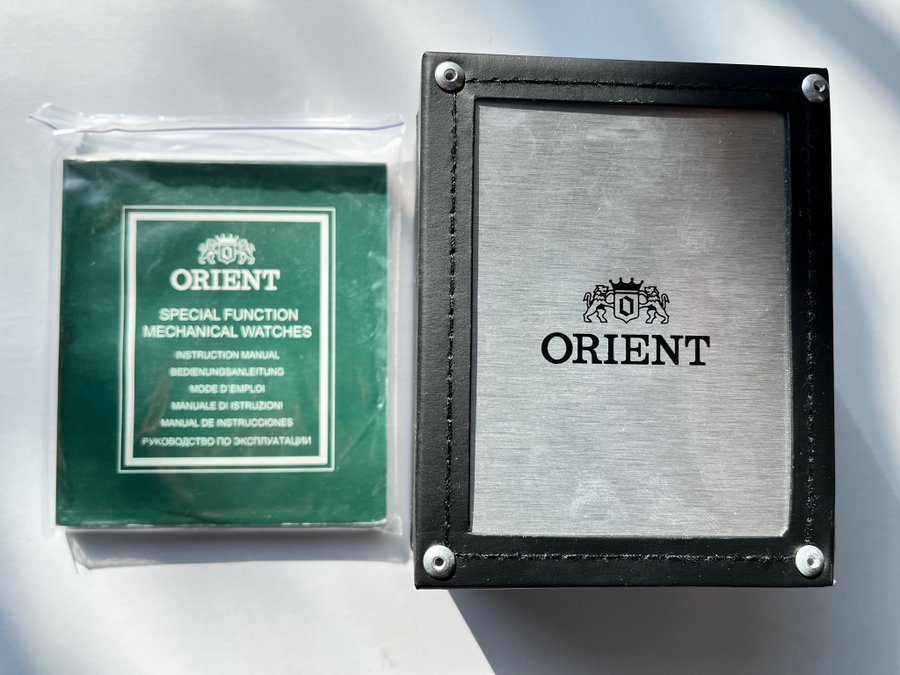 ORIENT
SPECIAL FUNCTION
MECHANICAL WATCHES
INSTRUCTION MANUAL
BEDIENUNGSANLEITUNG
MODE D'EMPLOI
MANUALE DI ISTRUZIONI
MANUAL DE INSTRUCCIONES
РУКОВОДСТВО ПО ЭКСПЛУАТАЦИИ
ORIENT